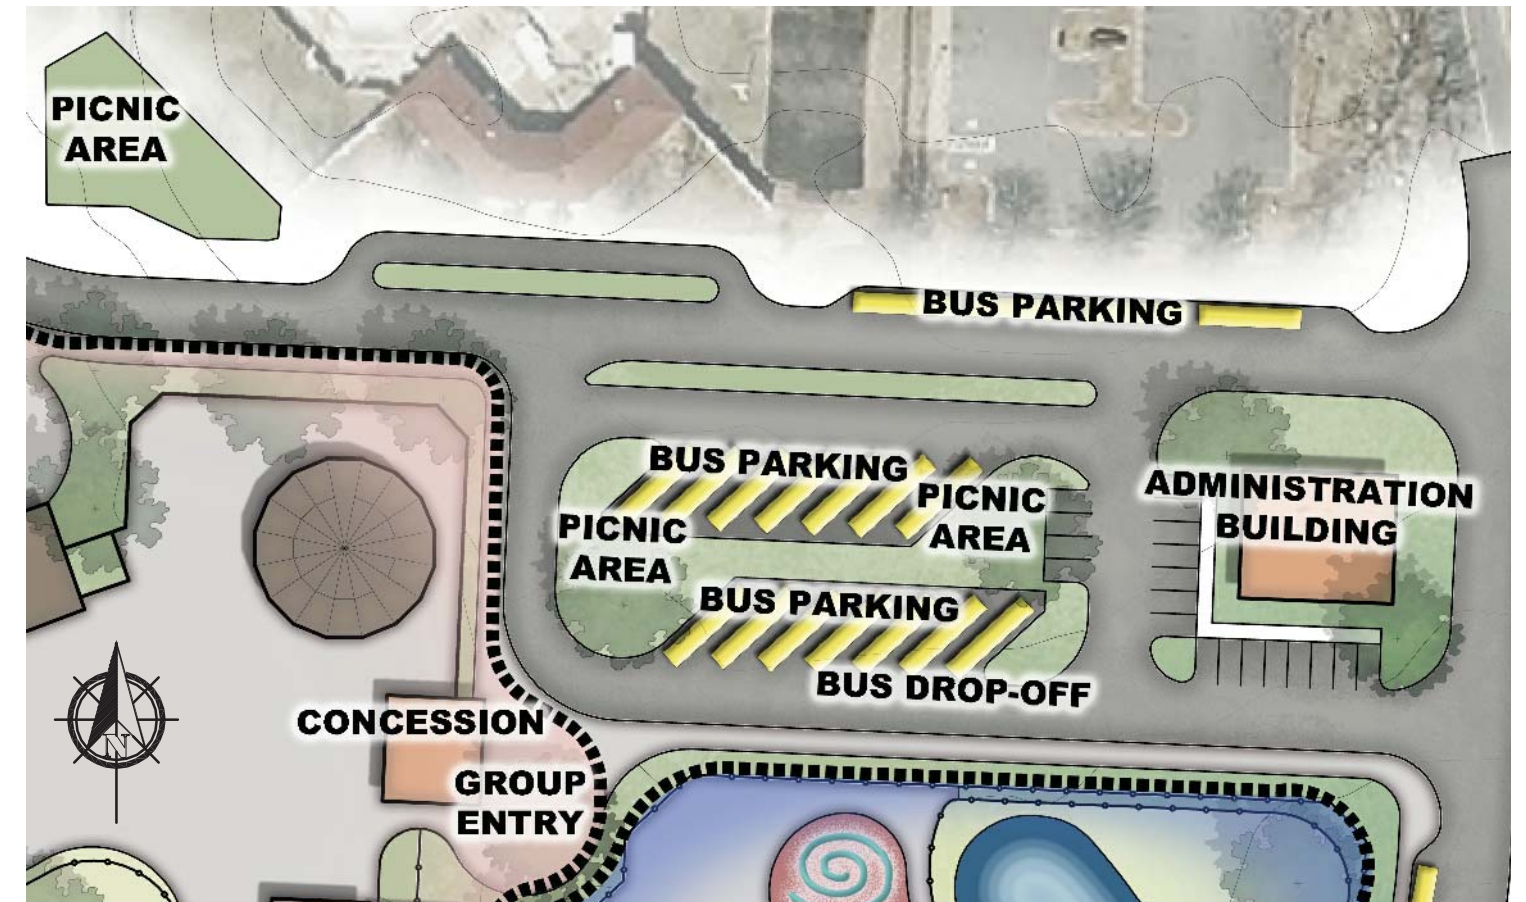 PICNIC
AREA
BUS PARKING
BUS PARKING
PICNIC
AREA
PICNIC
AREA
ADMINISTRATION
BUILDING
BUS PARKING
BUS DROP-OFF
CONCESSION
GROUP
ENTRY
N